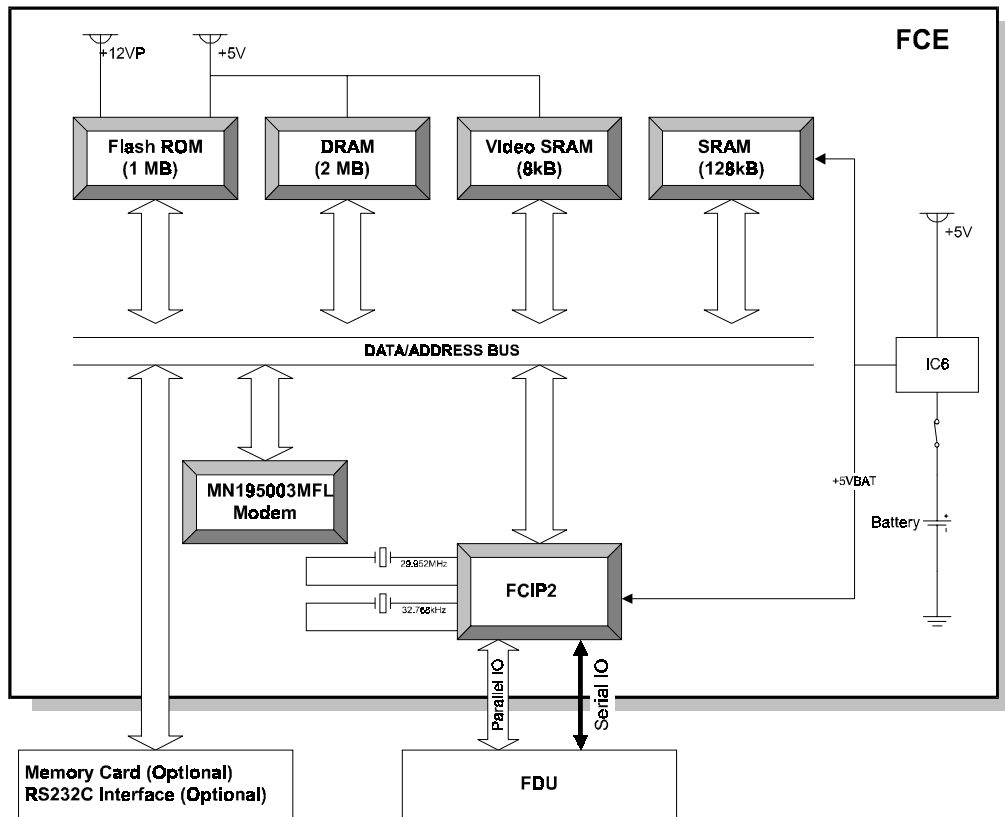 FCE
+12VP
+5V
Flash ROM
(1 MB)
DRAM
(2 MB)
Video SRAM
(8kB)
SRAM
(128kB)
+5V
DATA/ADDRESS BUS
IC6
MN195003MFL
Modem
+5VBAT
Battery
+
-
29.952MHz
32.768kHz
FCIP2
Parallel IO
Serial IO
Memory Card (Optional)
RS232C Interface (Optional)
FDU